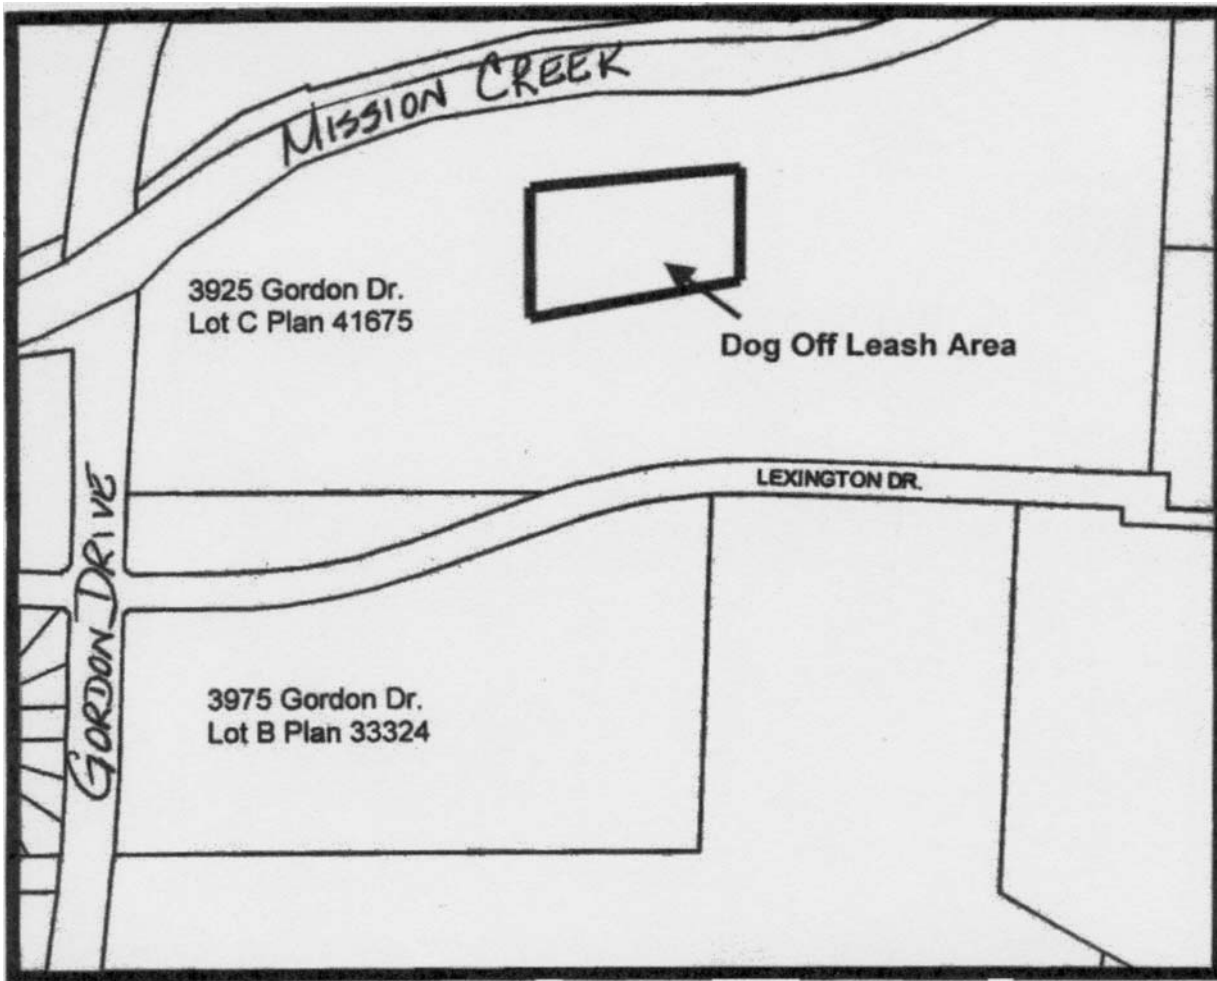 MISSION CREEK
3925 Gordon Dr.
Lot C Plan 41675
Dog Off Leash Area
LEXINGTON DR.
GORDON DRIVE
3975 Gordon Dr.
Lot B Plan 33324